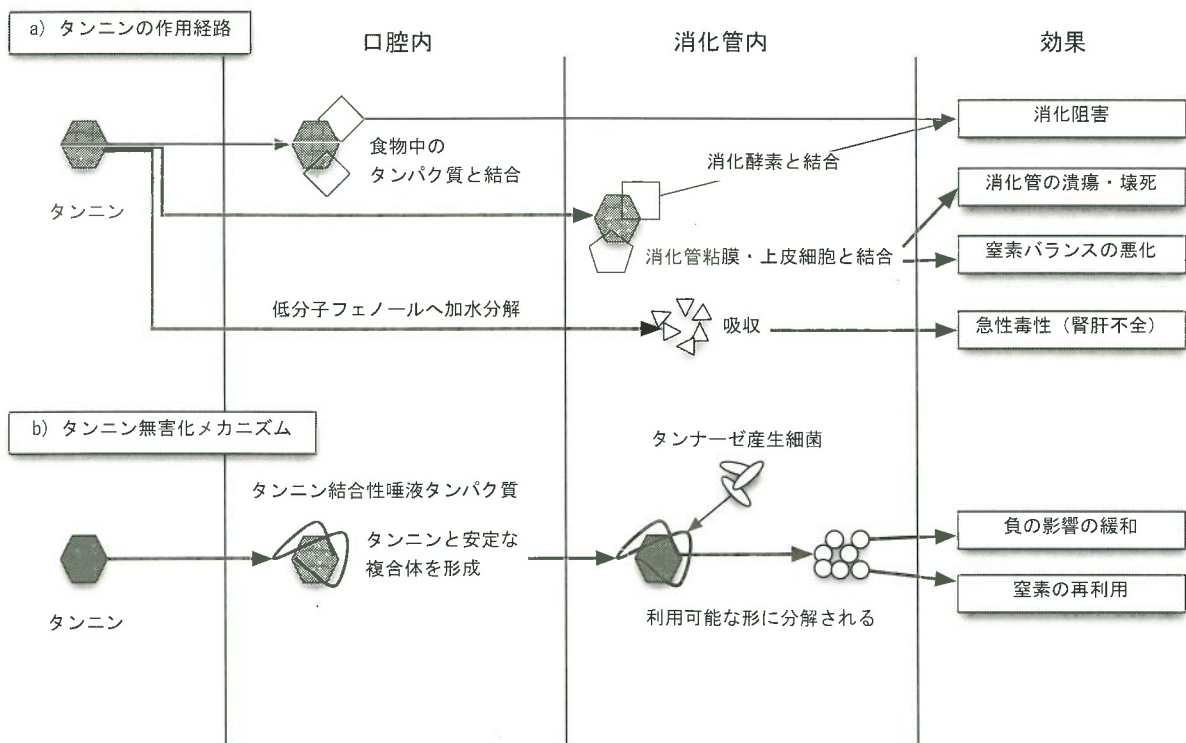 a) タンニンの作用経路
口腔内
消化管内
効果
タンニン
食物中の
タンパク質と結合
消化酵素と結合
消化管粘膜・上皮細胞と結合
低分子フェノールへ加水分解
吸収
消化阻害
消化管の潰瘍・壊死
窒素バランスの悪化
急性毒性（腎肝不全）
b) タンニン無害化メカニズム
タンニン
タンニン結合性唾液タンパク質
タンニンと安定な
複合体を形成
タンナーゼ産生細菌
利用可能な形に分解される
負の影響の緩和
窒素の再利用